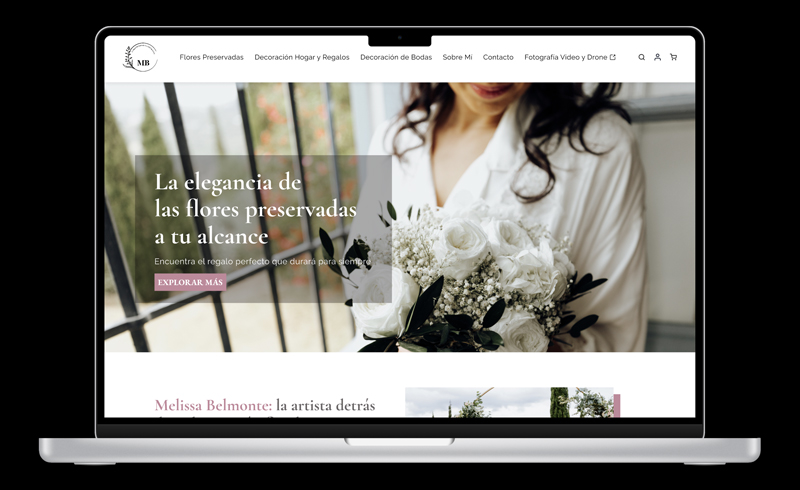 MB
Flores Preservadas
Decoración Hogar y Regalos
Decoración de Bodas
Sobre Mí
Contacto
Fotografía Video y Drone
La elegancia de
las flores preservadas
a tu alcance
Encuentra el regalo perfecto que durará para siempre
EXPLORAR MÁS
Melissa Belmonte: la artista detrás